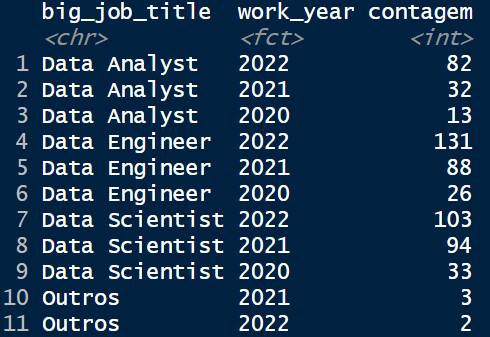 big_job_title work_year contagem
<chr> <fct> <int>
1 Data Analyst 2022 82
2 Data Analyst 2021 32
3 Data Analyst 2020 13
4 Data Engineer 2022 131
5 Data Engineer 2021 88
6 Data Engineer 2020 26
7 Data Scientist 2022 103
8 Data Scientist 2021 94
9 Data Scientist 2020 33
10 Outros 2021 3
11 Outros 2022 2